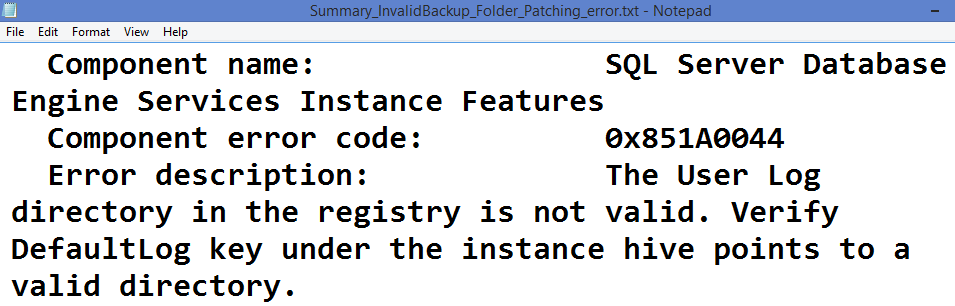 Summary_InvalidBackup_Folder_Patching_error.txt - Notepad
File Edit Format View Help
Component name: SQL Server Database
Engine Services Instance Features
Component error code: 0x851A0044
Error description: The User Log
directory in the registry is not valid. Verify
DefaultLog key under the instance hive points to a
valid directory.